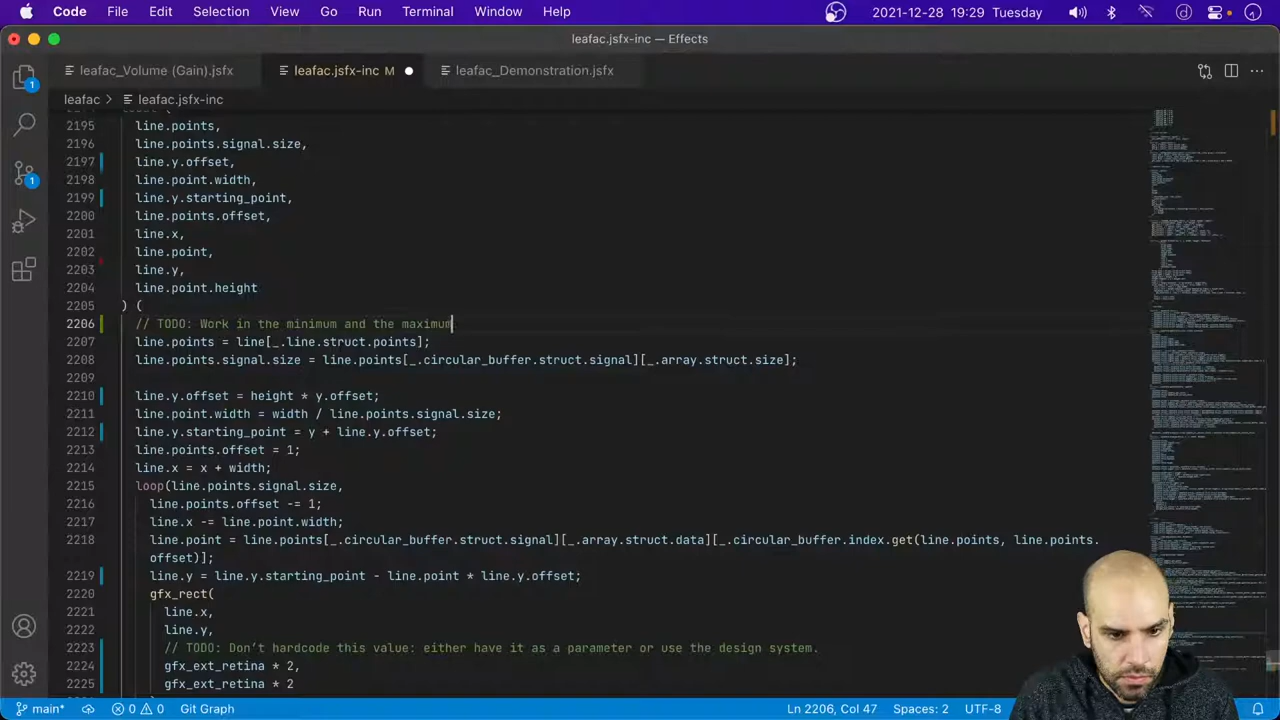 Code File Edit Selection View Go Run Terminal Window Help 2021-12-28 19:29 Tuesday
leafac.jsfx-inc — Effects
leafac_Volume (Gain).jsfx leafac.jsfx-inc M leafac_Demonstration.jsfx
leafac > leafac.jsfx-inc
2195 line.points,
2196 line.points.signal.size,
2197 line.y.offset,
2198 line.point.width,
2199 line.y.starting_point,
2200 line.points.offset,
2201 line.x,
2202 line.point,
2203 line.y,
2204 line.point.height
2205 ) (
2206 // TODO: Work in the minimum and the maximum
2207 line.points = line[_.line.struct.points];
2208 line.points.signal.size = line.points[_.circular_buffer.struct.signal][_.array.struct.size];
2209
2210 line.y.offset = height * y.offset;
2211 line.point.width = width / line.points.signal.size;
2212 line.y.starting_point = y + line.y.offset;
2213 line.points.offset = 1;
2214 line.x = x + width;
2215 loop(line.points.signal.size,
2216 line.points.offset -= 1;
2217 line.x -= line.point.width;
2218 line.point = line.points[_.circular_buffer.struct.signal][_.array.struct.data][_.circular_buffer.index.get(line.points, line.points.
offset)];
2219 line.y = line.y.starting_point - line.point * line.y.offset;
2220 gfx_rect(
2221 line.x,
2222 line.y,
2223 // TODO: Don’t hardcode this value: either have it as a parameter or use the design system.
2224 gfx_ext_retina * 2,
2225 gfx_ext_retina * 2
main* 0 0 Git Graph Ln 2206, Col 47 Spaces: 2 UTF-8